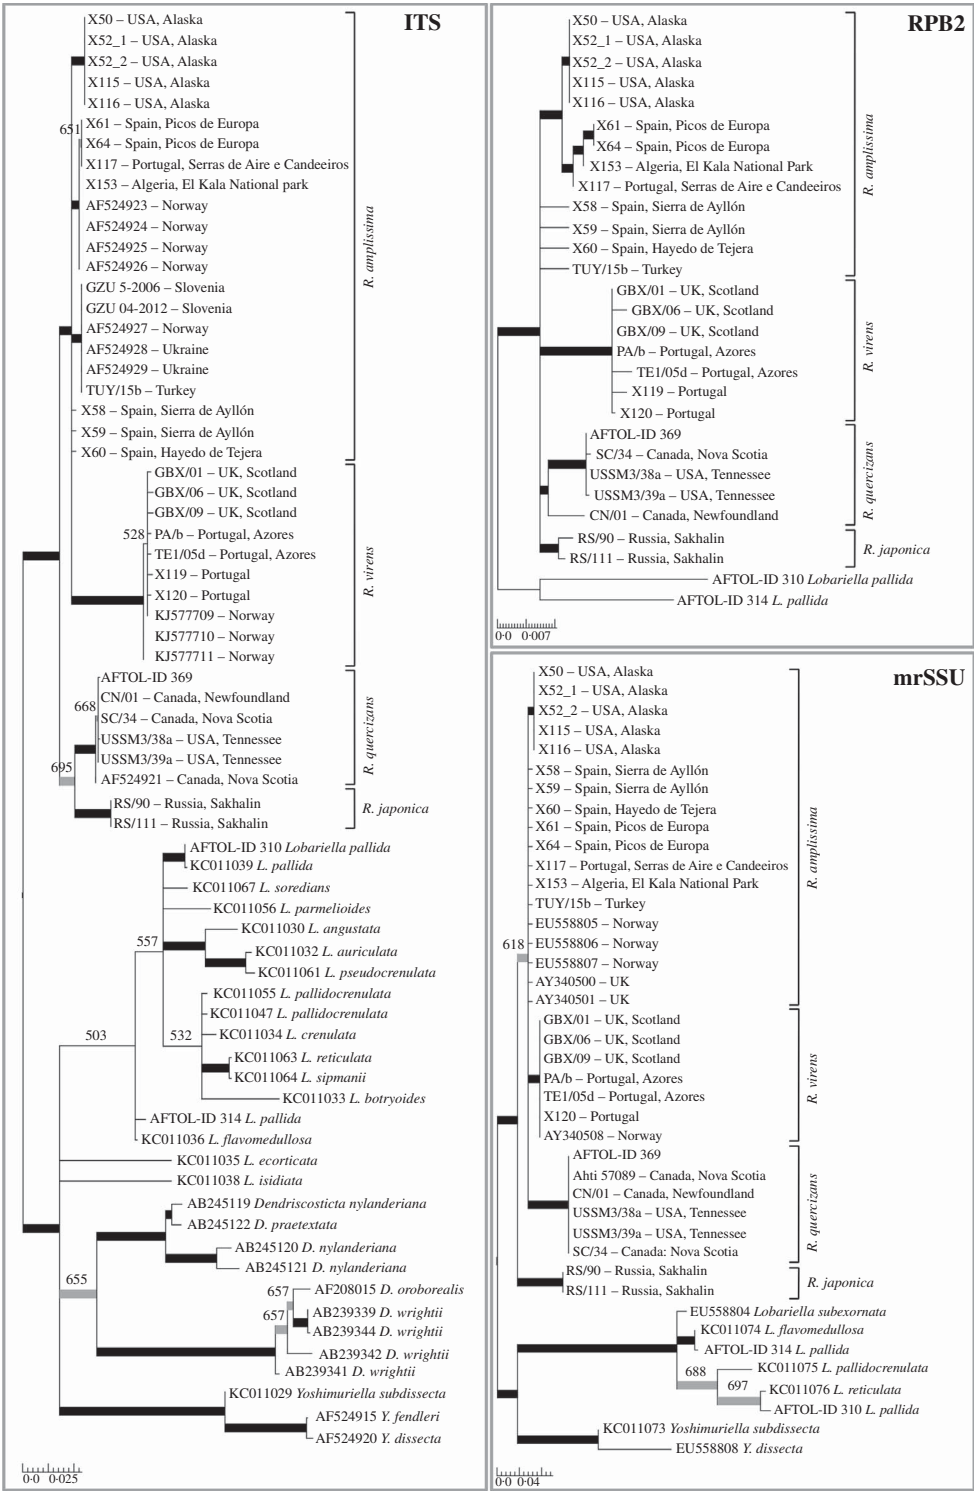 ITS
X50 – USA, Alaska
X52_1 – USA, Alaska
X52_2 – USA, Alaska
X115 – USA, Alaska
X116 – USA, Alaska
X61 – Spain, Picos de Europa
651
X64 – Spain, Picos de Europa
X117 – Portugal, Serras de Aire e Candeeiros
X153 – Algeria, El Kala National park
AF524923 – Norway
AF524924 – Norway
AF524925 – Norway
AF524926 – Norway
R. amplissima
GZU 5-2006 – Slovenia
GZU 04-2012 – Slovenia
AF524927 – Norway
AF524928 – Ukraine
AF524929 – Ukraine
TUY/15b – Turkey
X58 – Spain, Sierra de Ayllón
X59 – Spain, Sierra de Ayllón
X60 – Spain, Hayedo de Tejera
GBX/01 – UK, Scotland
GBX/06 – UK, Scotland
GBX/09 – UK, Scotland
528
PA/b – Portugal, Azores
TE1/05d – Portugal, Azores
R. virens
X119 – Portugal
X120 – Portugal
KJ577709 – Norway
KJ577710 – Norway
KJ577711 – Norway
AFTOL-ID 369
CN/01 – Canada, Newfoundland
668
SC/34 – Canada, Nova Scotia
USSM3/38a – USA, Tennessee
R. quercizans
USSM3/39a – USA, Tennessee
695
AF524921 – Canada, Nova Scotia
RS/90 – Russia, Sakhalin
R. japonica
RS/111 – Russia, Sakhalin
AFTOL-ID 310 Lobariella pallida
KC011039 L. pallida
KC011067 L. soredians
KC011056 L. parmelioides
KC011030 L. angustata
557
KC011032 L. auriculata
KC011061 L. pseudocrenulata
KC011055 L. pallidocrenulata
KC011047 L. pallidocrenulata
503
532
KC011034 L. crenulata
KC011063 L. reticulata
KC011064 L. sipmanii
KC011033 L. botryoides
AFTOL-ID 314 L. pallida
KC011036 L. flavomedullosa
KC011035 L. ecorticata
KC011038 L. isidiata
AB245119 Dendriscosticta nylanderiana
AB245122 D. praetextata
AB245120 D. nylanderiana
AB245121 D. nylanderiana
655
657
AF208015 D. oroborealis
657
AB239339 D. wrightii
AB239344 D. wrightii
AB239342 D. wrightii
AB239341 D. wrightii
KC011029 Yoshimuriella subdissecta
AF524915 Y. fendleri
AF524920 Y. dissecta
0·0 0·025
RPB2
X50 – USA, Alaska
X52_1 – USA, Alaska
X52_2 – USA, Alaska
X115 – USA, Alaska
X116 – USA, Alaska
X61 – Spain, Picos de Europa
X64 – Spain, Picos de Europa
R. amplissima
X153 – Algeria, El Kala National Park
X117 – Portugal, Serras de Aire e Candeeiros
X58 – Spain, Sierra de Ayllón
X59 – Spain, Sierra de Ayllón
X60 – Spain, Hayedo de Tejera
TUY/15b – Turkey
GBX/01 – UK, Scotland
GBX/06 – UK, Scotland
GBX/09 – UK, Scotland
R. virens
PA/b – Portugal, Azores
TE1/05d – Portugal, Azores
X119 – Portugal
X120 – Portugal
AFTOL-ID 369
SC/34 – Canada, Nova Scotia
USSM3/38a – USA, Tennessee
R. quercizans
USSM3/39a – USA, Tennessee
CN/01 – Canada, Newfoundland
RS/90 – Russia, Sakhalin
R. japonica
RS/111 – Russia, Sakhalin
AFTOL-ID 310 Lobariella pallida
AFTOL-ID 314 L. pallida
0·0 0·007
mrSSU
X50 – USA, Alaska
X52_1 – USA, Alaska
X52_2 – USA, Alaska
X115 – USA, Alaska
X116 – USA, Alaska
X58 – Spain, Sierra de Ayllón
X59 – Spain, Sierra de Ayllón
X60 – Spain, Hayedo de Tejera
X61 – Spain, Picos de Europa
X64 – Spain, Picos de Europa
R. amplissima
X117 – Portugal, Serras de Aire e Candeeiros
X153 – Algeria, El Kala National Park
TUY/15b – Turkey
EU558805 – Norway
618
EU558806 – Norway
EU558807 – Norway
AY340500 – UK
AY340501 – UK
GBX/01 – UK, Scotland
GBX/06 – UK, Scotland
GBX/09 – UK, Scotland
R. virens
PA/b – Portugal, Azores
TE1/05d – Portugal, Azores
X120 – Portugal
AY340508 – Norway
AFTOL-ID 369
Ahti 57089 – Canada, Nova Scotia
CN/01 – Canada, Newfoundland
R. quercizans
USSM3/38a – USA, Tennessee
USSM3/39a – USA, Tennessee
SC/34 – Canada: Nova Scotia
RS/90 – Russia, Sakhalin
R. japonica
RS/111 – Russia, Sakhalin
EU558804 Lobariella subexornata
KC011074 L. flavomedullosa
AFTOL-ID 314 L. pallida
688
KC011075 L. pallidocrenulata
697
KC011076 L. reticulata
AFTOL-ID 310 L. pallida
KC011073 Yoshimuriella subdissecta
EU558808 Y. dissecta
0·0 0·04